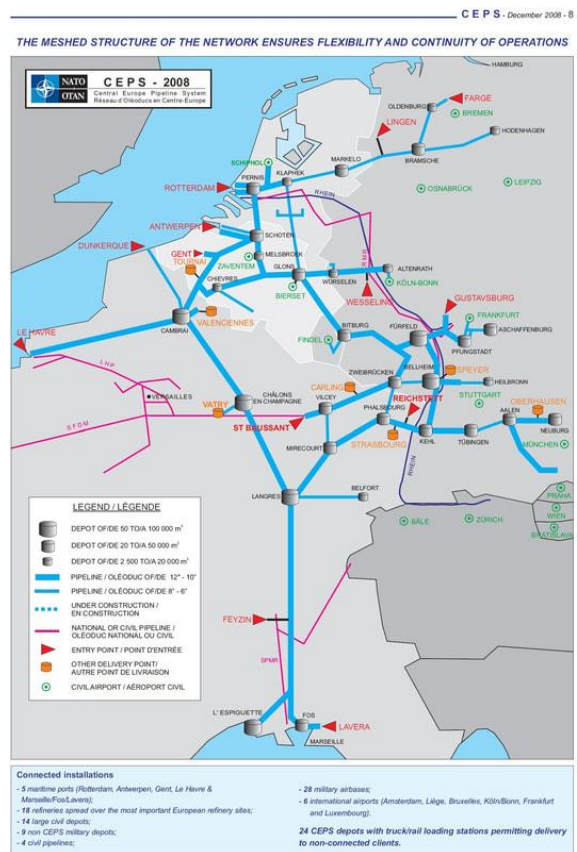 CEPS - December 2008 - 8
THE MESHED STRUCTURE OF THE NETWORK ENSURES FLEXIBILITY AND CONTINUITY OF OPERATIONS
NATO
OTAN
CEPS - 2008
Central Europe Pipeline System
Réseau d'Oléoducs en Centre-Europe
HAMBURG
FARGE
OLDENBURG
BREMEN
LINGEN
HODENHAGEN
BRAMSCHE
MARKELO
SCHIPHOL
KLAPHEK
PERNIS
ROTTERDAM
RHEIN
OSNABRÜCK
LEIPZIG
ANTWERPEN
SCHOTEN
DUNKERQUE
GENT
TOURNAI
MELSBROEK
ZAVENTEM
GLONS
RMR
ALTENRATH
CHIEVRES
WÜRSELEN
KÖLN-BONN
BIERSET
WESSELING
GUSTAVSBURG
VALENCIENNES
CAMBRAI
LE HAVRE
BITBURG
FÜRFELD
FRANKFURT
ASCHAFFENBURG
FINDEL
PFUNGSTADT
LHP
ZWEIBRÜCKEN
BELLHEIM
SPEYER
HEILBRONN
CARLING
VERSAILLES
CHÂLONS
EN CHAMPAGNE
VILCEY
REICHSTETT
STUTTGART
OBERHAUSEN
VATRY
PHALSBOURG
AALEN
SFDM
ST BAUSSANT
STRASBOURG
KEHL
TÜBINGEN
NEUBURG
MIRECOURT
MÜNCHEN
RHEIN
LANGRES
BELFORT
PRAHA
WIEN
BRATISLAVA
BÂLE
ZÜRICH
LEGEND / LÉGENDE
DEPOT OF/DE 50 TO/A 100 000 m³
DEPOT OF/DE 20 TO/A 50 000 m³
DEPOT OF/DE 2 500 TO/A 20 000 m³
PIPELINE / OLÉODUC OF/DE 12" - 10"
PIPELINE / OLÉODUC OF/DE 8" - 6"
UNDER CONSTRUCTION /
EN CONSTRUCTION
NATIONAL OR CIVIL PIPELINE /
OLÉODUC NATIONAL OU CIVIL
ENTRY POINT / POINT D'ENTRÉE
OTHER DELIVERY POINT/
AUTRE POINT DE LIVRAISON
CIVIL AIRPORT / AÉROPORT CIVIL
FEYZIN
SPMR
L' ESPIGUETTE
FOS
LAVERA
MARSEILLE
Connected installations
- 5 maritime ports (Rotterdam, Antwerpen, Gent, Le Havre &
Marseille/Fos/Lavera);
- 18 refineries spread over the most important European refinery sites;
- 14 large civil depots;
- 9 non CEPS military depots;
- 4 civil pipelines;
- 28 military airbases;
- 6 international airports (Amsterdam, Liège, Bruxelles, Köln/Bonn, Frankfurt
and Luxembourg).
24 CEPS depots with truck/rail loading stations permitting delivery
to non-connected clients.